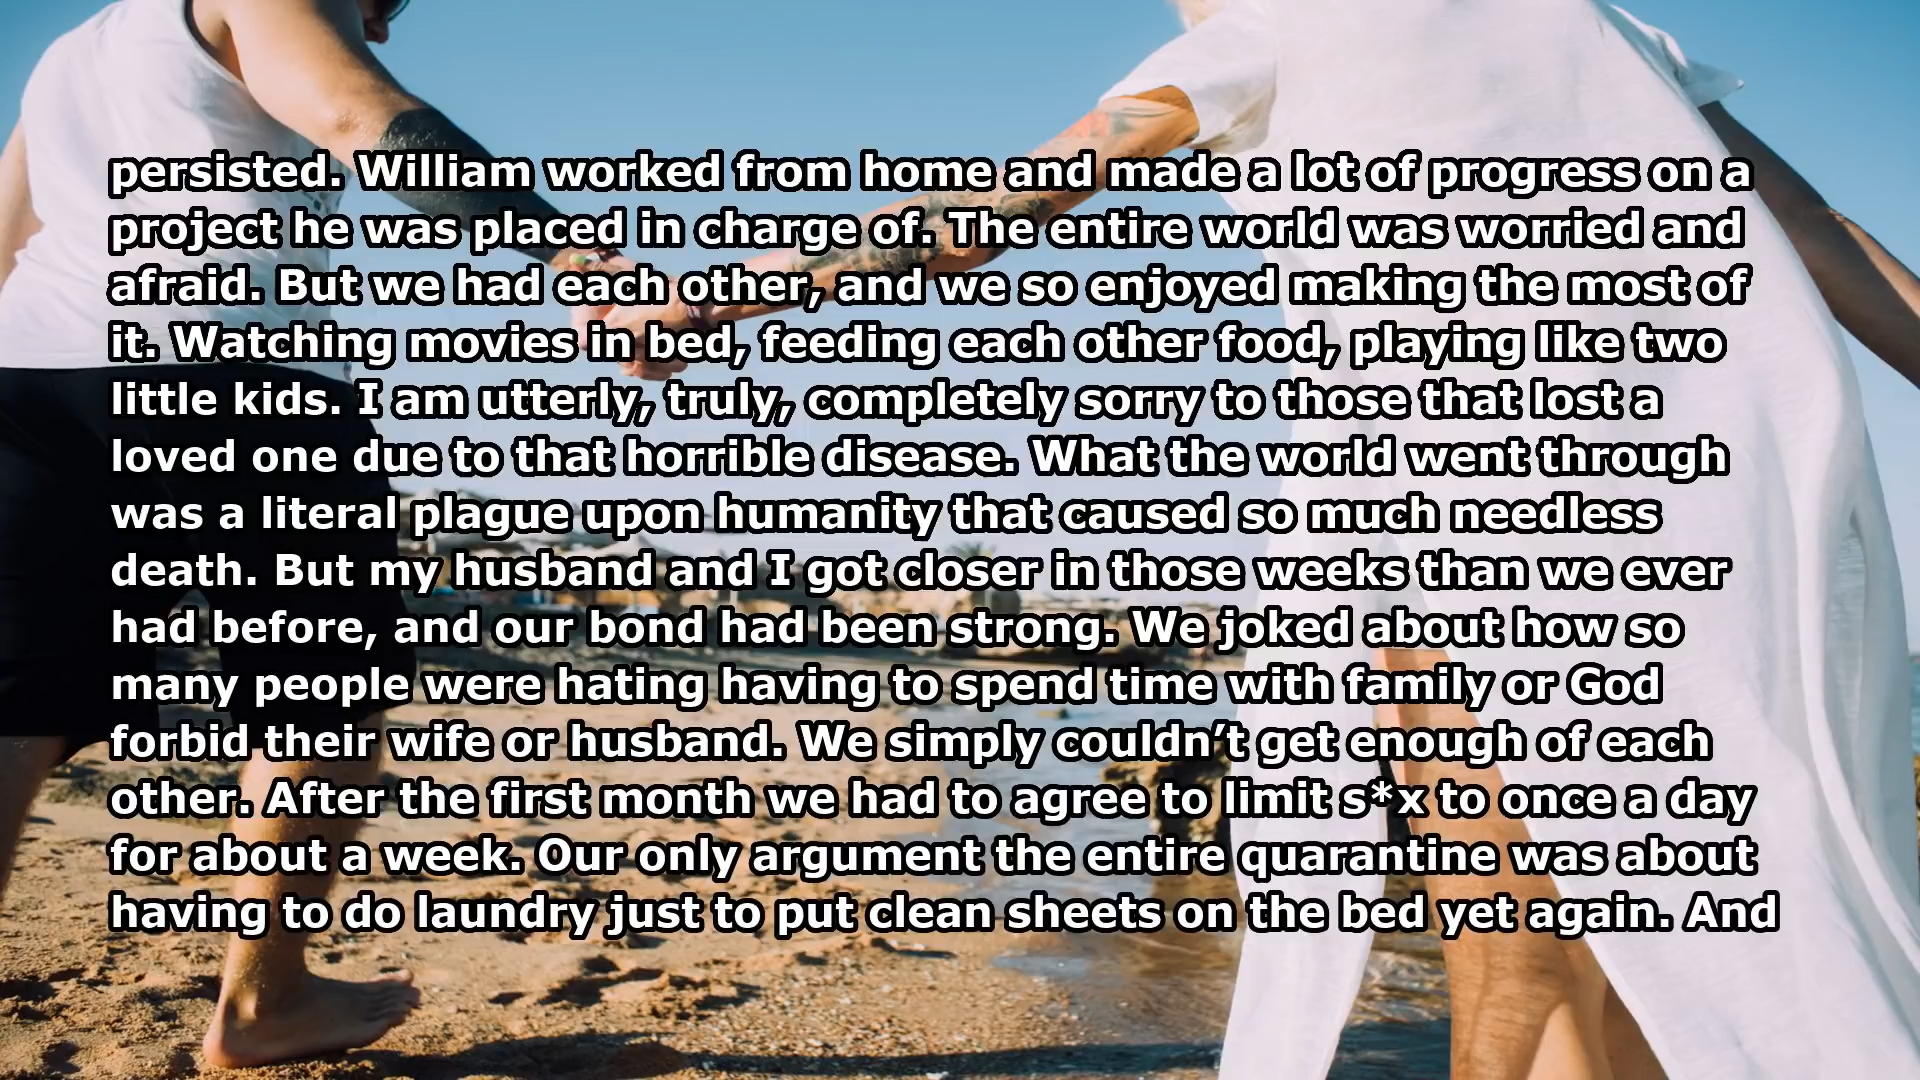 persisted. William worked from home and made a lot of progress on a
project he was placed in charge of. The entire world was worried and
afraid. But we had each other, and we so enjoyed making the most of
it. Watching movies in bed, feeding each other food, playing like two
little kids. I am utterly, truly, completely sorry to those that lost a
loved one due to that horrible disease. What the world went through
was a literal plague upon humanity that caused so much needless
death. But my husband and I got closer in those weeks than we ever
had before, and our bond had been strong. We joked about how so
many people were hating having to spend time with family or God
forbid their wife or husband. We simply couldn’t get enough of each
other. After the first month we had to agree to limit s*x to once a day
for about a week. Our only argument the entire quarantine was about
having to do laundry just to put clean sheets on the bed yet again. And